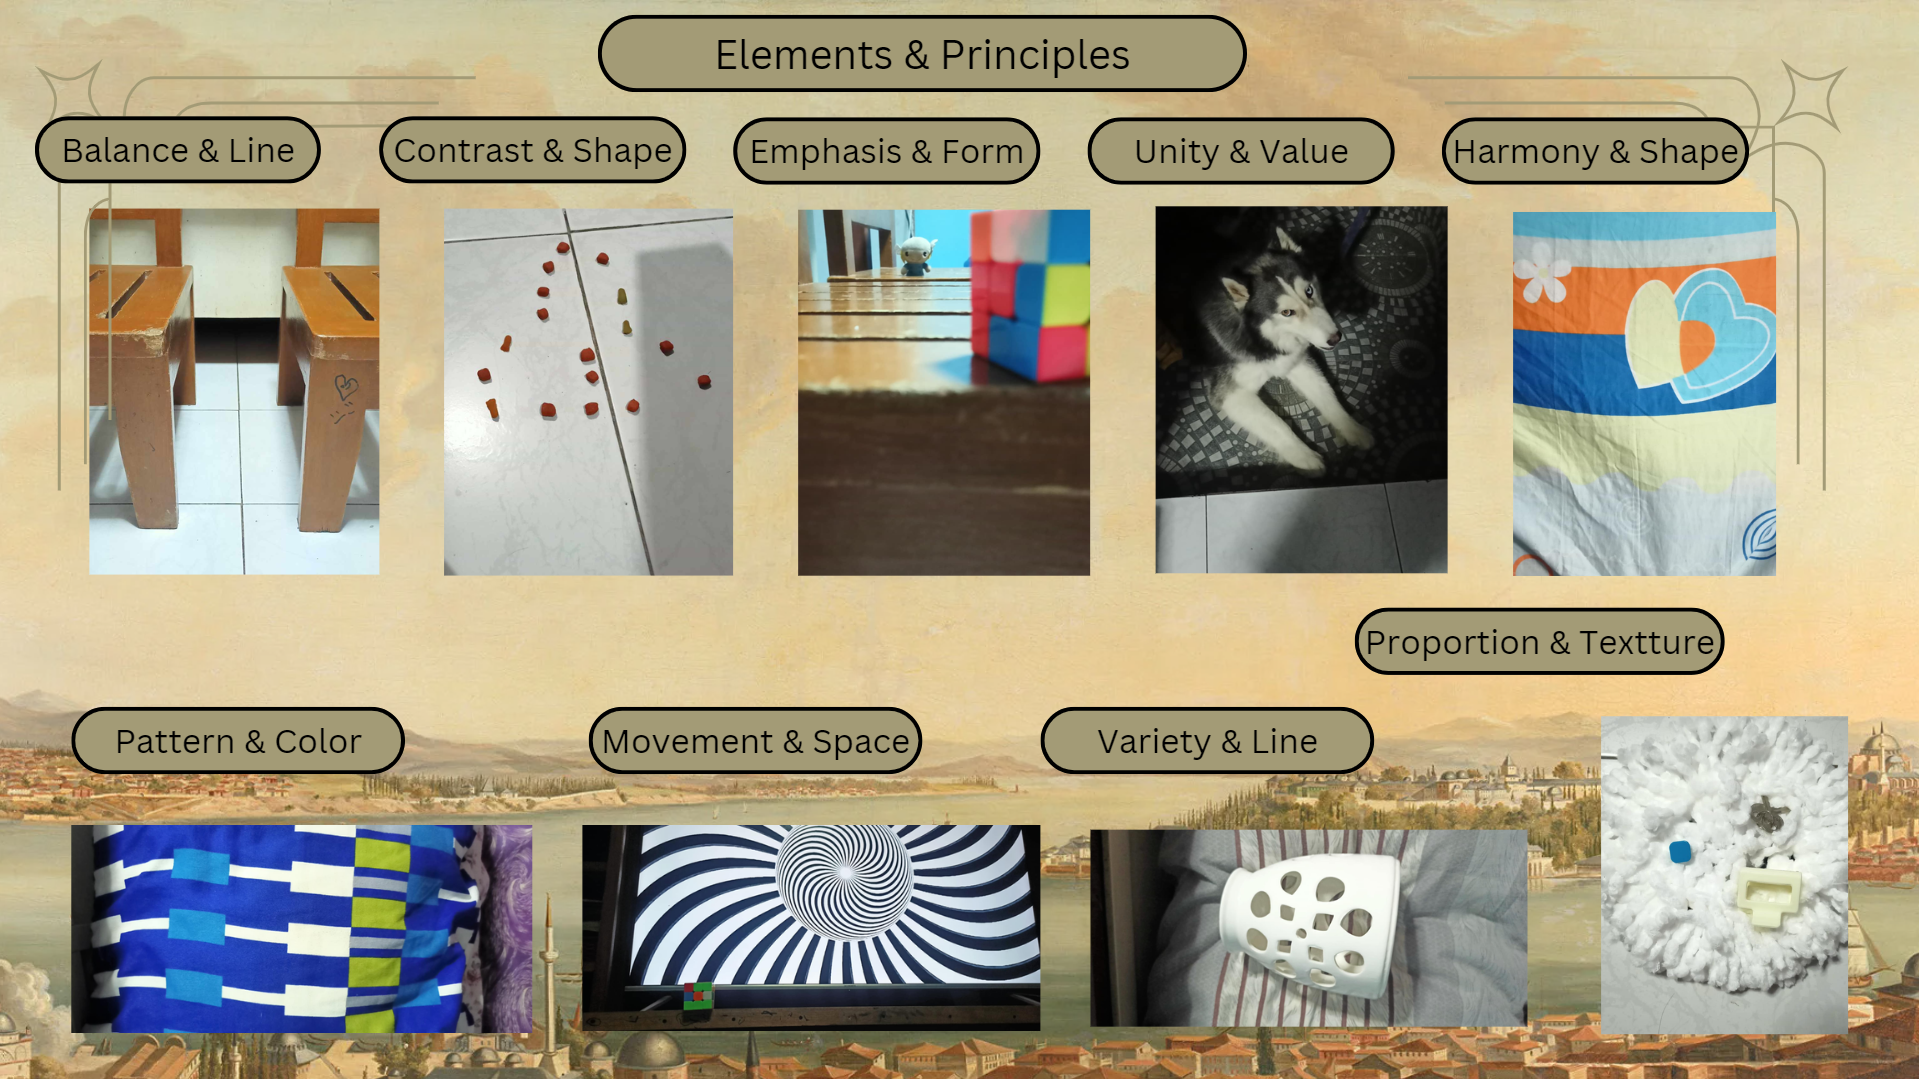 Elements & Principles
Balance & Line
Contrast & Shape
Emphasis & Form
Unity & Value
Harmony & Shape
Proportion & Textture
Pattern & Color
Movement & Space
Variety & Line